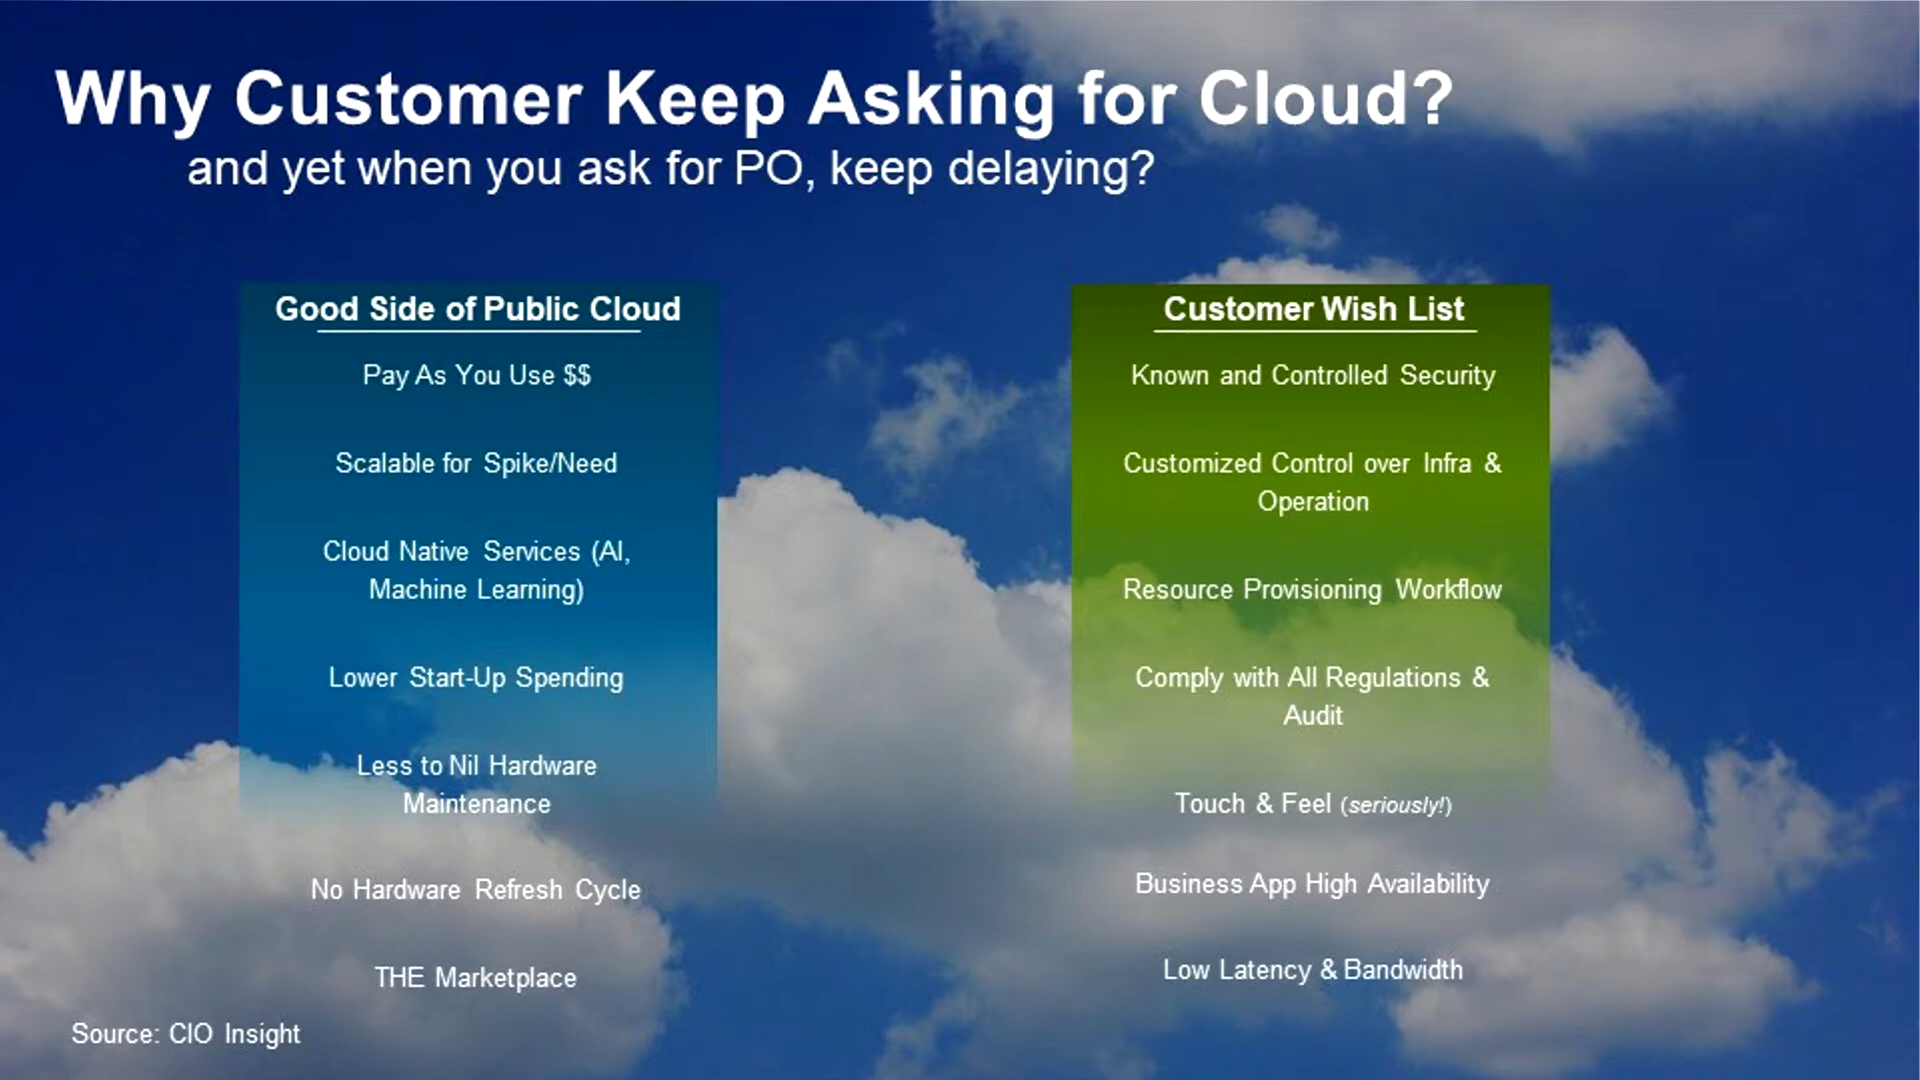 Why Customer Keep Asking for Cloud?
and yet when you ask for PO, keep delaying?
Good Side of Public Cloud
Pay As You Use $$
Scalable for Spike/Need
Cloud Native Services (AI,
Machine Learning)
Lower Start-Up Spending
Less to Nil Hardware
Maintenance
No Hardware Refresh Cycle
THE Marketplace
Customer Wish List
Known and Controlled Security
Customized Control over Infra &
Operation
Resource Provisioning Workflow
Comply with All Regulations &
Audit
Touch & Feel (seriously!)
Business App High Availability
Low Latency & Bandwidth
Source: CIO Insight